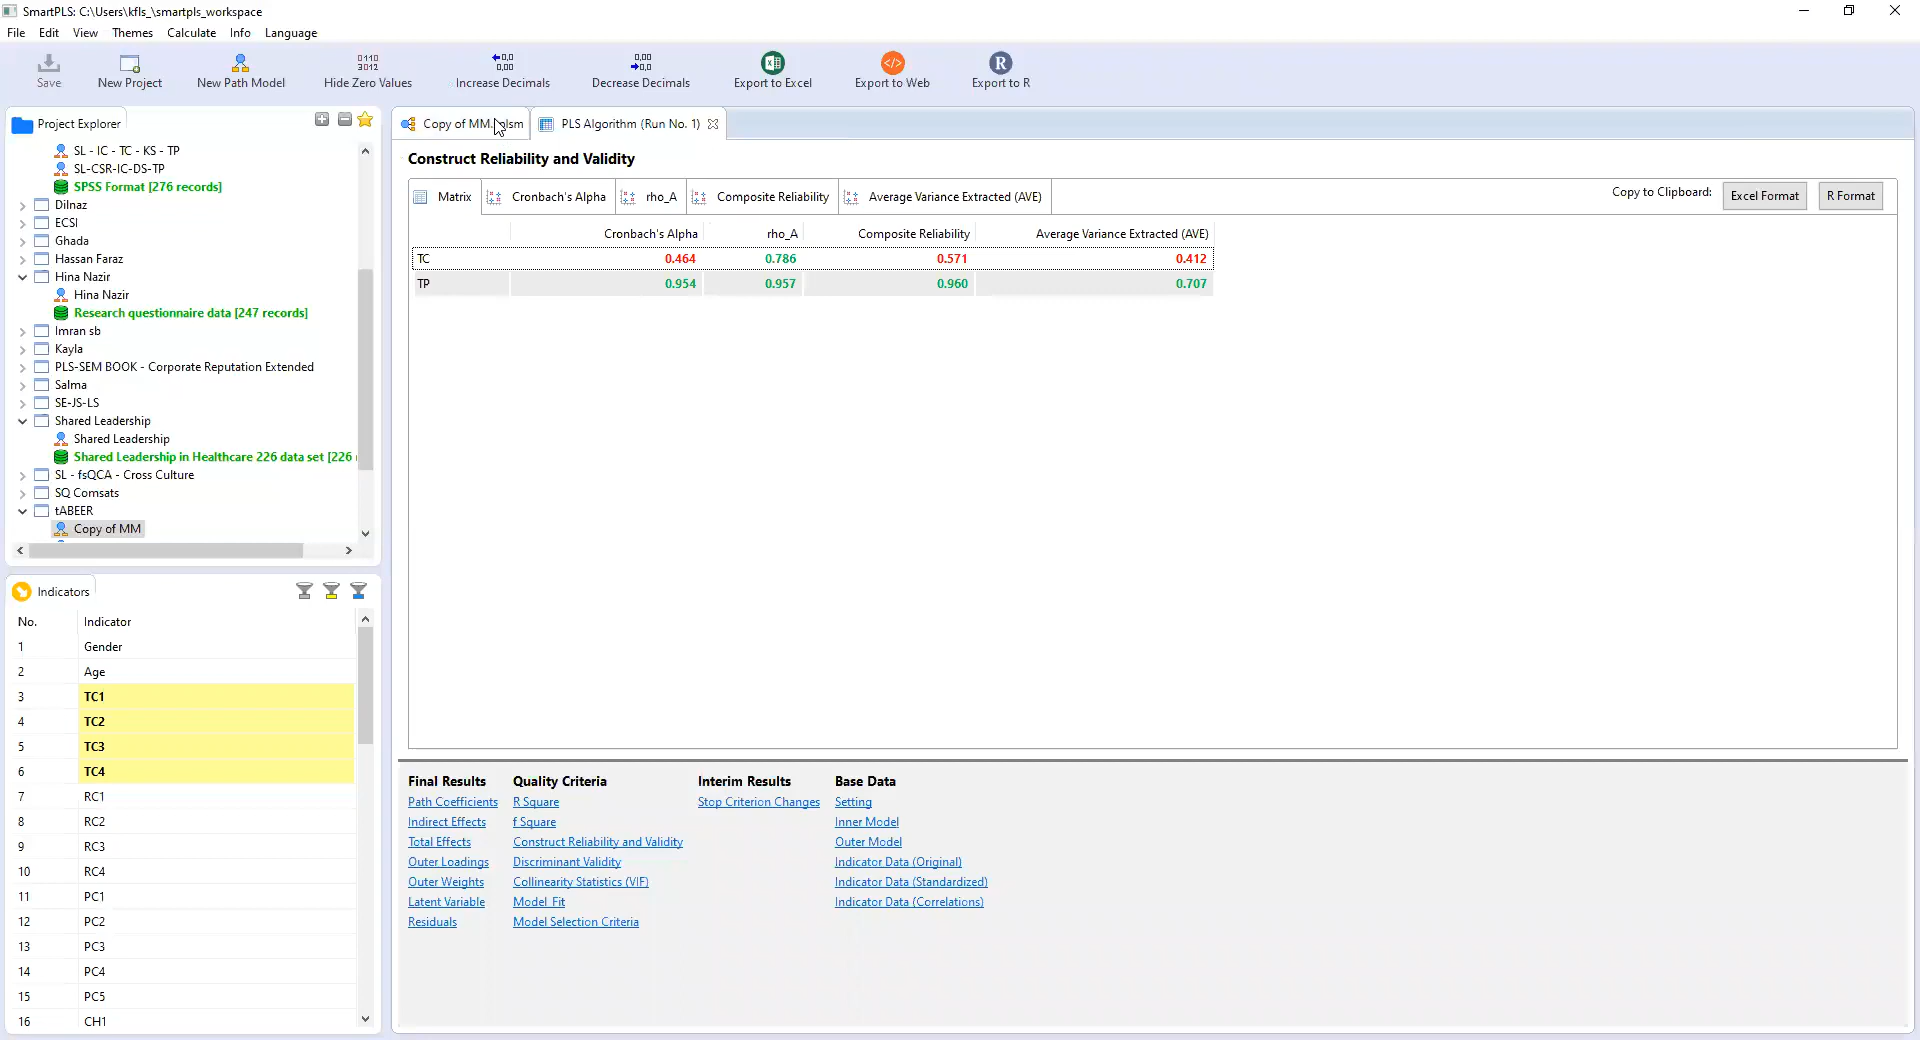 SmartPLS: C:\Users\kfls_\smartpls_workspace
File Edit View Themes Calculate Info Language
Save New Project New Path Model Hide Zero Values Increase Decimals Decrease Decimals Export to Excel Export to Web Export to R
Project Explorer
SL - IC - TC - KS - TP
SL-CSR-IC-DS-TP
SPSS Format [276 records]
Dilnaz
ECSI
Ghada
Hassan Faraz
Hina Nazir
Hina Nazir
Research questionnaire data [247 records]
Imran sb
Kayla
PLS-SEM BOOK - Corporate Reputation Extended
Salma
SE-JS-LS
Shared Leadership
Shared Leadership
Shared Leadership in Healthcare 226 data set [226
SL - fsQCA - Cross Culture
SQ Comsats
tABEER
Copy of MM
Indicators
No. Indicator
1 Gender
2 Age
3 TC1
4 TC2
5 TC3
6 TC4
7 RC1
8 RC2
9 RC3
10 RC4
11 PC1
12 PC2
13 PC3
14 PC4
15 PC5
16 CH1
PLS Algorithm (Run No. 1)
Construct Reliability and Validity
Matrix Cronbach's Alpha rho_A Composite Reliability Average Variance Extracted (AVE) Copy to Clipboard: Excel Format R Format
Cronbach's Alpha rho_A Composite Reliability Average Variance Extracted (AVE)
TC 0.464 0.786 0.571 0.412
TP 0.954 0.957 0.960 0.707
Final Results Quality Criteria Interim Results Base Data
Path Coefficients R Square Stop Criterion Changes Setting
Indirect Effects f Square Inner Model
Total Effects Construct Reliability and Validity Outer Model
Outer Loadings Discriminant Validity Indicator Data (Original)
Outer Weights Collinearity Statistics (VIF) Indicator Data (Standardized)
Latent Variable Model_Fit Indicator Data (Correlations)
Residuals Model Selection Criteria